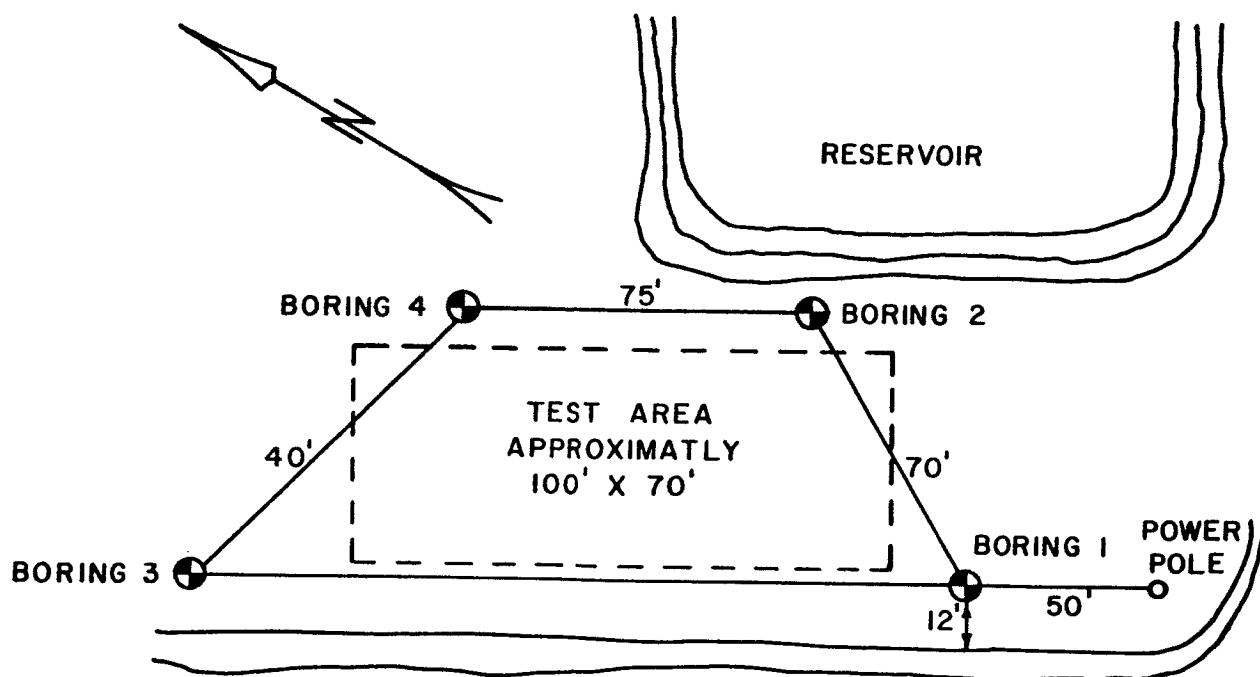 N
RESERVOIR
75'
BORING 4
BORING 2
TEST AREA
APPROXIMATLY
100' X 70'
40'
70'
BORING 3
BORING 1
POWER
POLE
12'
50'